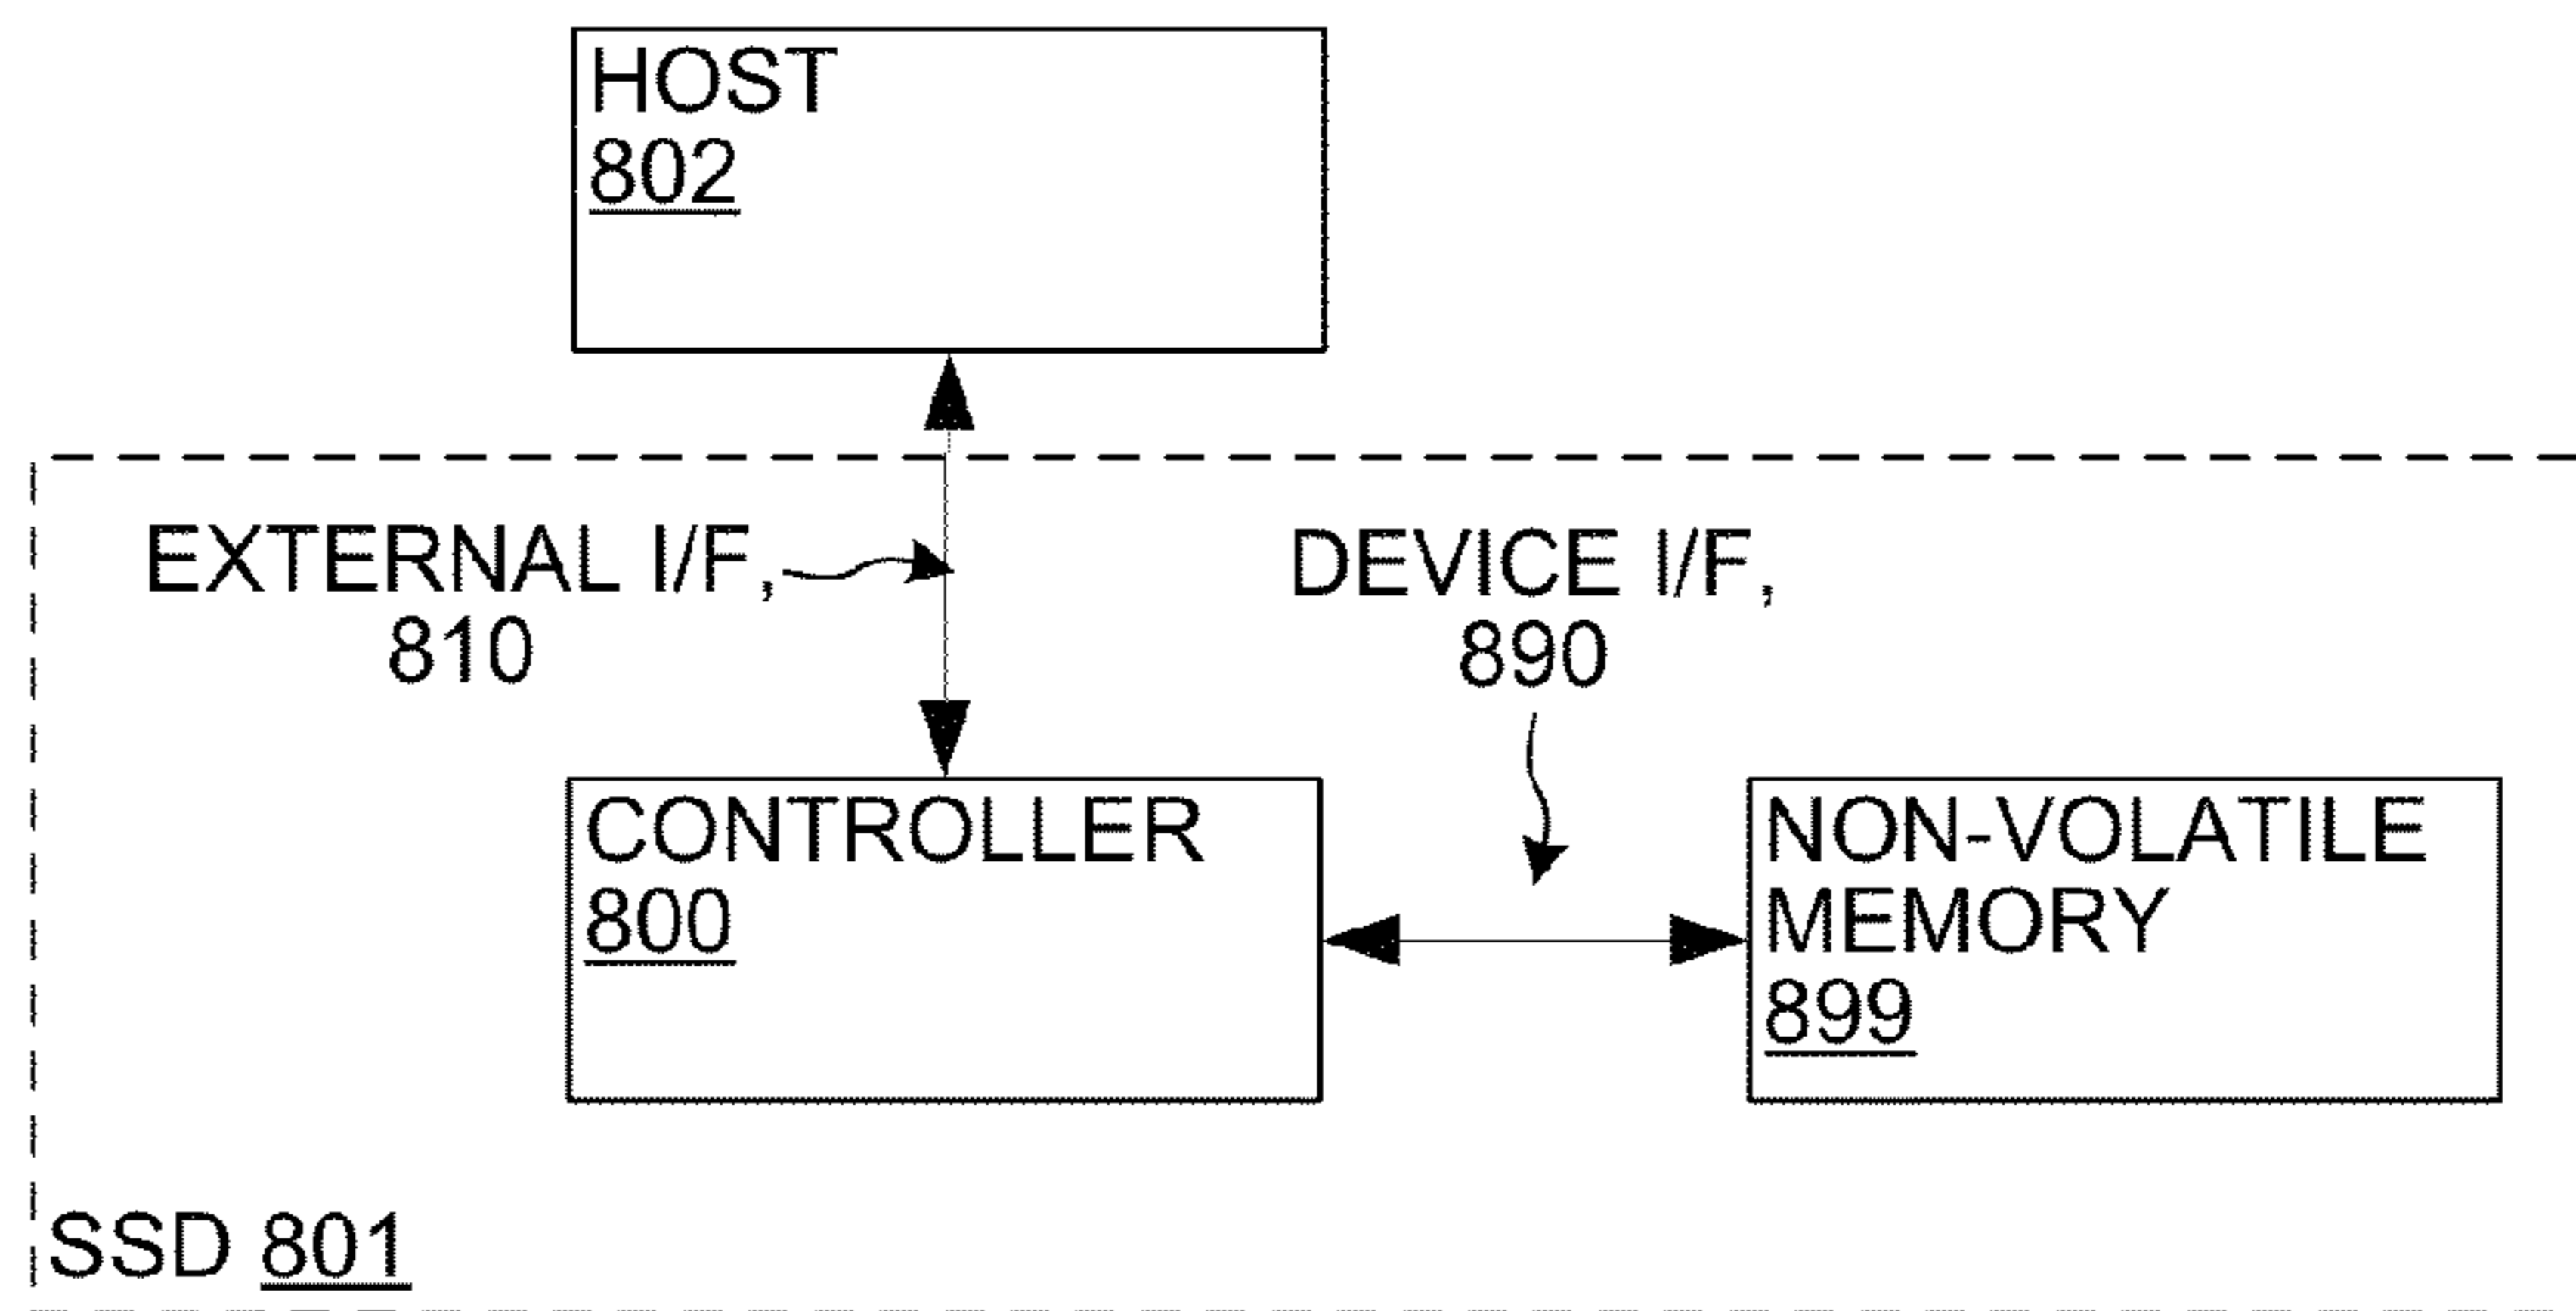 HOST
802
EXTERNAL I/F,
810
DEVICE I/F,
890
CONTROLLER
800
NON-VOLATILE
MEMORY
899
SSD 801